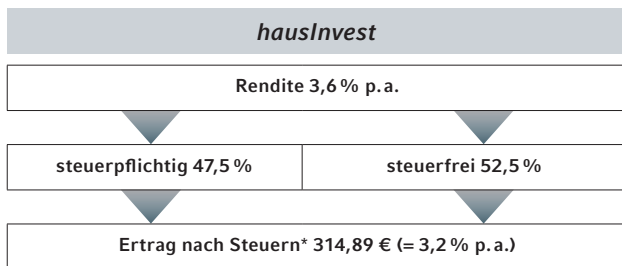 hausInvest
Rendite 3,6 % p. a.
steuerpflichtig 47,5 %
steuerfrei 52,5 %
Ertrag nach Steuern* 314,89 € (= 3,2 % p. a.)